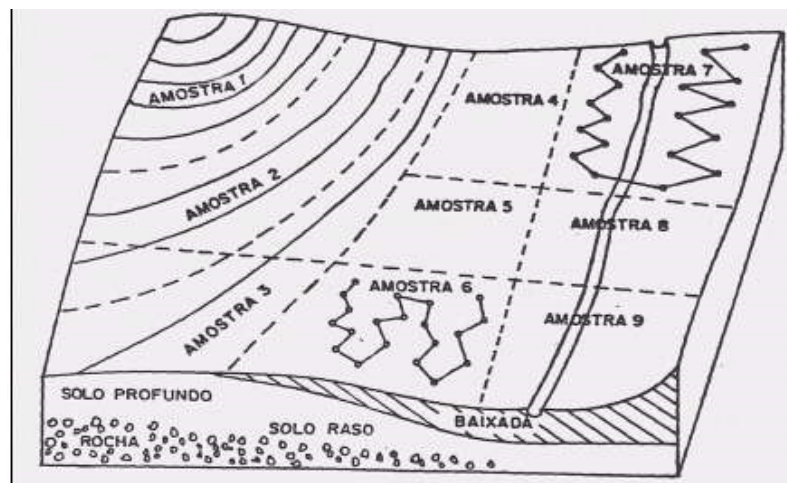 AMOSTRA 1
AMOSTRA 2
AMOSTRA 3
AMOSTRA 4
AMOSTRA 5
AMOSTRA 6
AMOSTRA 7
AMOSTRA 8
AMOSTRA 9
SOLO PROFUNDO
ROCHA
SOLO RASO
BAIXADA